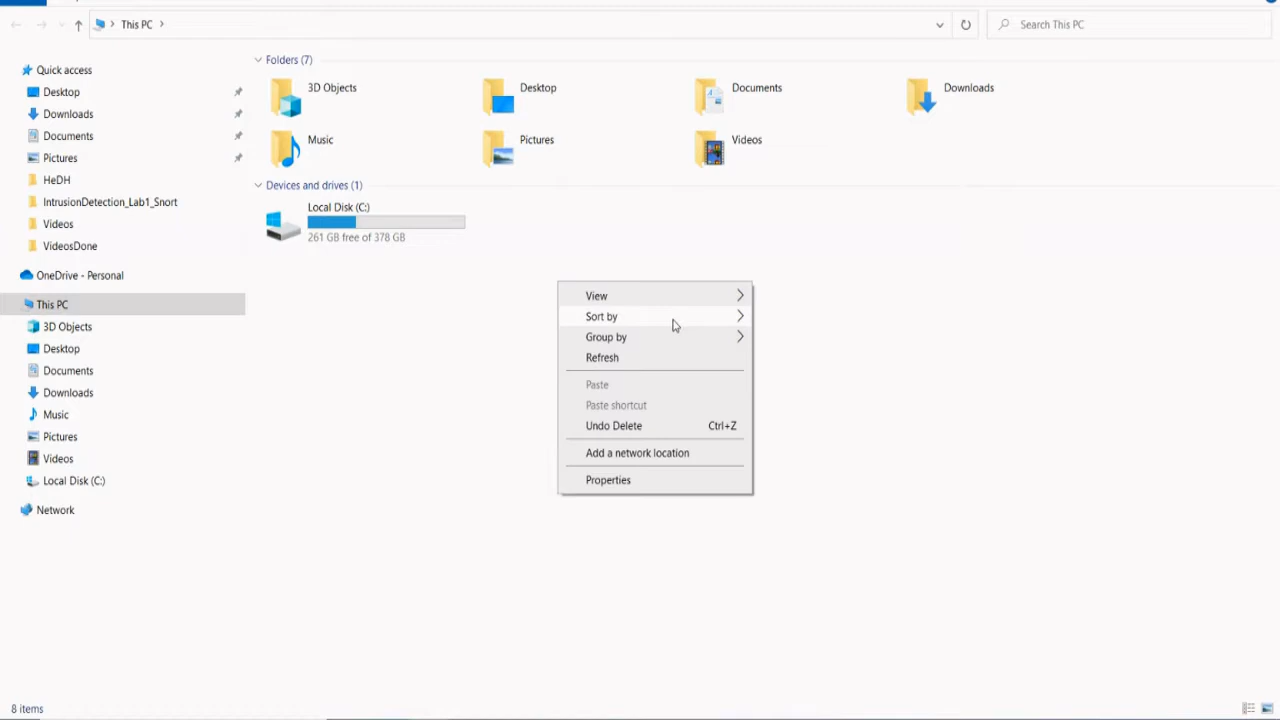 This PC
Search This PC
Quick access
Desktop
Downloads
Documents
Pictures
HeDH
IntrusionDetection_Lab1_Snort
Videos
VideosDone
OneDrive - Personal
This PC
3D Objects
Desktop
Documents
Downloads
Music
Pictures
Videos
Local Disk (C:)
Network
Folders (7)
3D Objects
Desktop
Documents
Downloads
Music
Pictures
Videos
Devices and drives (1)
Local Disk (C:)
261 GB free of 378 GB
View
Sort by
Group by
Refresh
Paste
Paste shortcut
Undo Delete Ctrl+Z
Add a network location
Properties
8 items